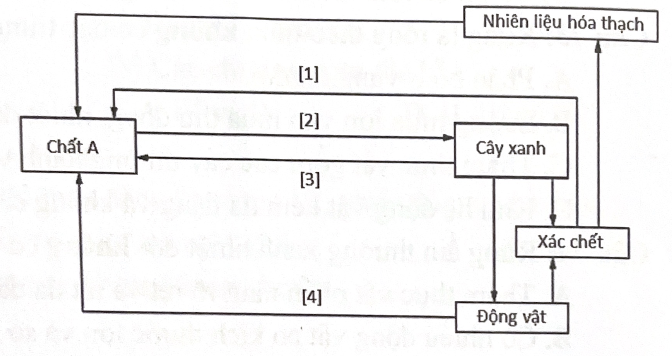 Nhiên liệu hóa thạch
[1]
[2]
Chất A
Cây xanh
[3]
Xác chết
[4]
Động vật